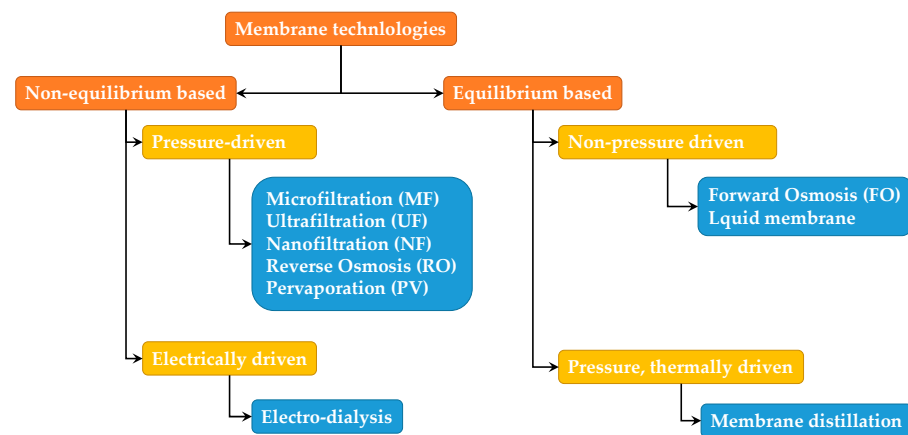 Membrane technlologies
Non-equilibrium based
Equilibrium based
Pressure-driven
Non-pressure driven
Microfiltration (MF)
Ultrafiltration (UF)
Nanofiltration (NF)
Reverse Osmosis (RO)
Pervaporation (PV)
Forward Osmosis (FO)
Lquid membrane
Electrically driven
Pressure, thermally driven
Electro-dialysis
Membrane distillation